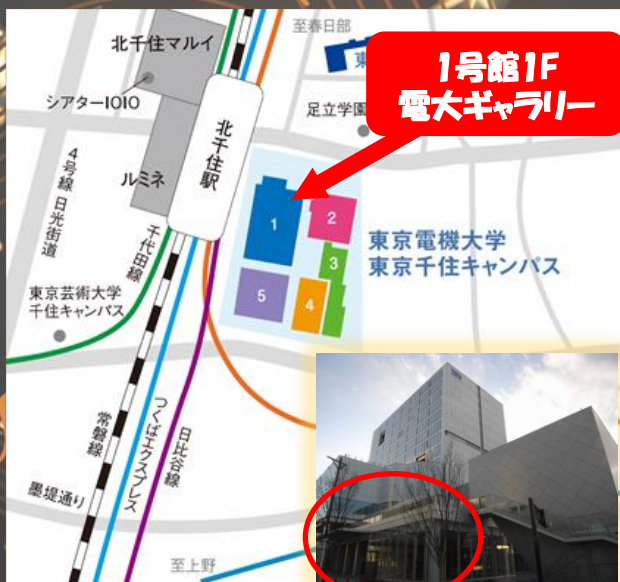 至春日部
北千住マルイ
東
1号館1F
電大ギャラリー
シアター1010
足立学園
北千住駅
4号線 日光街道
ルミネ
千代田線
1
2
3
4
5
東京電機大学
東京千住キャンパス
東京芸術大学
千住キャンパス
常磐線
つくばエクスプレス
日比谷線
墨堤通り
至上野